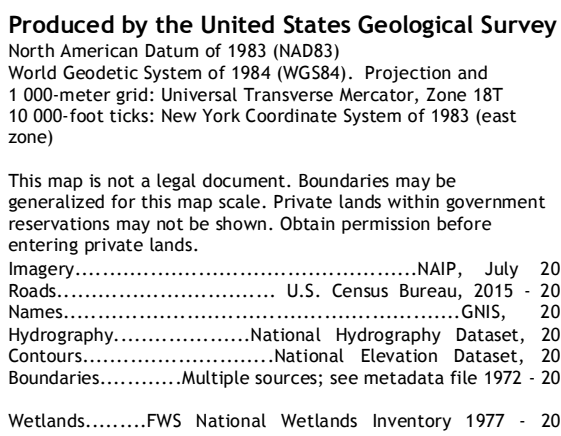 Produced by the United States Geological Survey
North American Datum of 1983 (NAD83)
World Geodetic System of 1984 (WGS84). Projection and
1 000-meter grid: Universal Transverse Mercator, Zone 18T
10 000-foot ticks: New York Coordinate System of 1983 (east
zone)
This map is not a legal document. Boundaries may be
generalized for this map scale. Private lands within government
reservations may not be shown. Obtain permission before
entering private lands.
Imagery..................................................NAIP, July 20
Roads................................ U.S. Census Bureau, 2015 - 20
Names..........................................................GNIS, 20
Hydrography....................National Hydrography Dataset, 20
Contours............................National Elevation Dataset, 20
Boundaries............Multiple sources; see metadata file 1972 - 20
Wetlands.........FWS National Wetlands Inventory 1977 - 20